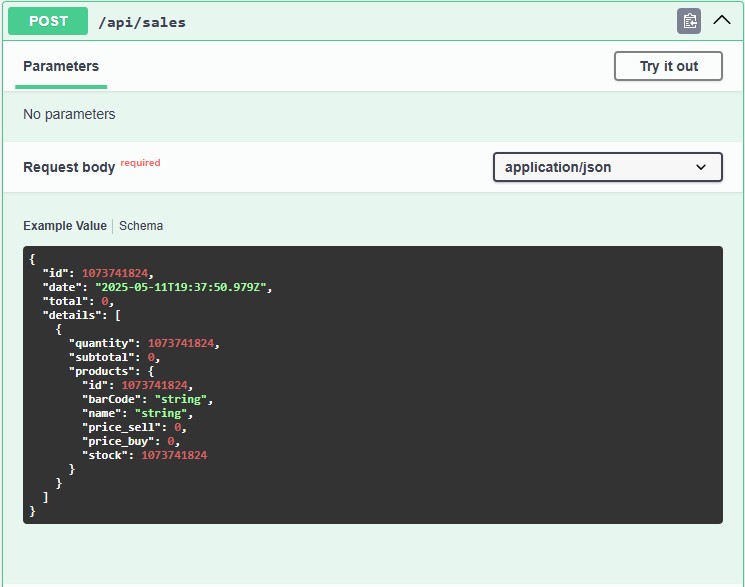 POST /api/sales
Parameters
Try it out
No parameters
Request body required
application/json
Example Value | Schema
{
  "id": 1073741824,
  "date": "2025-05-11T19:37:50.979Z",
  "total": 0,
  "details": [
    {
      "quantity": 1073741824,
      "subtotal": 0,
      "products": {
        "id": 1073741824,
        "barCode": "string",
        "name": "string",
        "price_sell": 0,
        "price_buy": 0,
        "stock": 1073741824
      }
    }
  ]
}